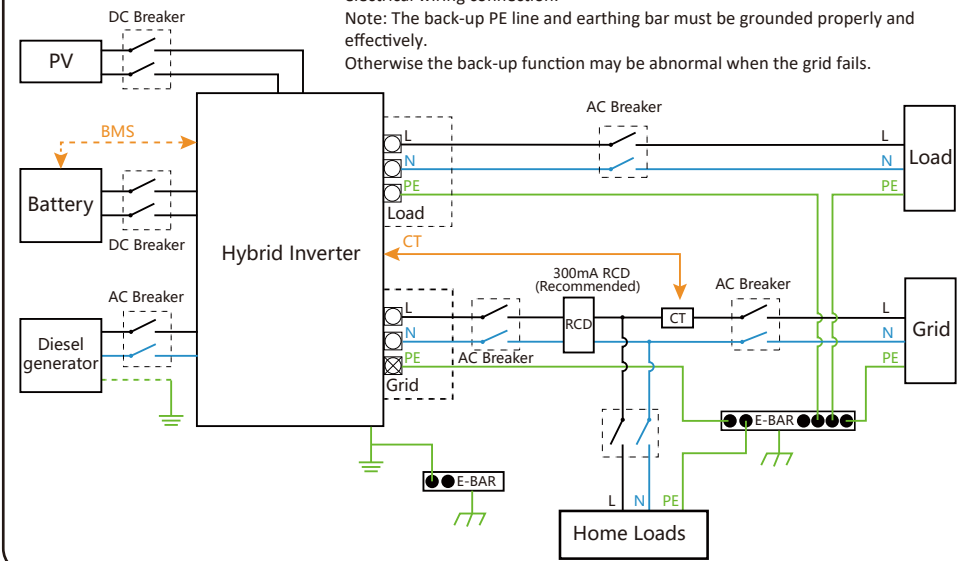 electrical wiring connection.
Note: The back-up PE line and earthing bar must be grounded properly and
effectively.
Otherwise the back-up function may be abnormal when the grid fails.
DC Breaker
PV
AC Breaker
BMS
L
L
N
N
Load
PE
PE
Battery
Load
DC Breaker
Hybrid Inverter
CT
300mA RCD
(Recommended)
AC Breaker
AC Breaker
L
CT
L
RCD
N
N
Grid
Diesel
generator
PE
AC Breaker
PE
Grid
E-BAR
E-BAR
L
N
PE
Home Loads